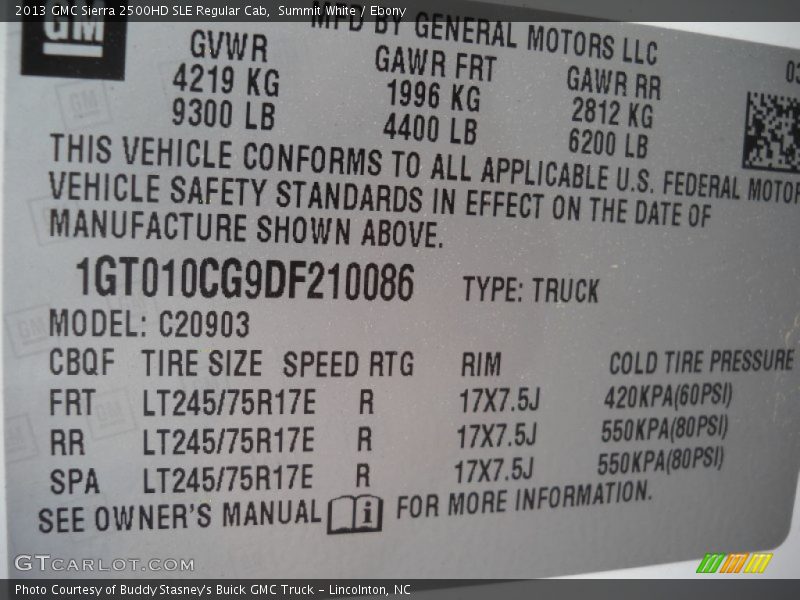 2013 GMC Sierra 2500HD SLE Regular Cab,  Summit White / Ebony
GM
MFD BY GENERAL MOTORS LLC
GVWR GAWR FRT GAWR RR 03
4219 KG 1996 KG 2812 KG
9300 LB 4400 LB 6200 LB
THIS VEHICLE CONFORMS TO ALL APPLICABLE U.S. FEDERAL MOTOR
VEHICLE SAFETY STANDARDS IN EFFECT ON THE DATE OF
MANUFACTURE SHOWN ABOVE.
1GT010CG9DF210086 TYPE: TRUCK
MODEL: C20903
CBQF TIRE SIZE SPEED RTG RIM COLD TIRE PRESSURE
FRT LT245/75R17E R 17X7.5J 420KPA(60PSI)
RR LT245/75R17E R 17X7.5J 550KPA(80PSI)
SPA LT245/75R17E R 17X7.5J 550KPA(80PSI)
SEE OWNER'S MANUAL i FOR MORE INFORMATION.
GTCARLOT.COM
Photo Courtesy of Buddy Stasney's Buick GMC Truck – Lincolnton, NC